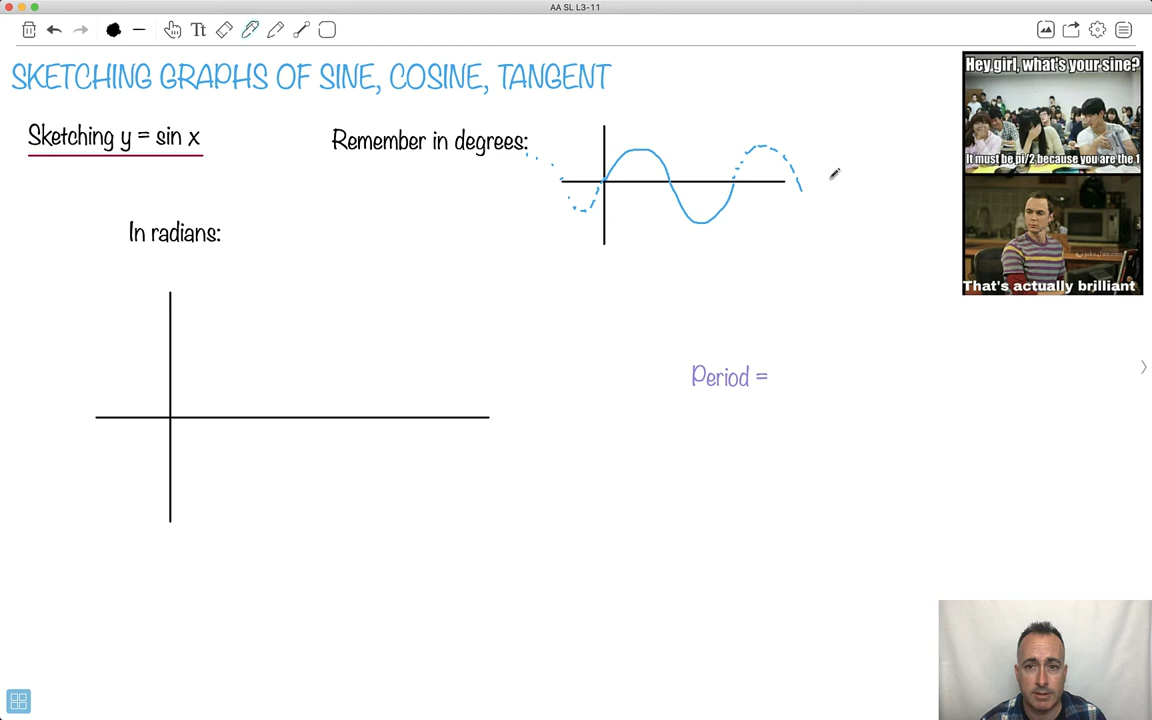 AA SL L3-11
Tt
SKETCHING GRAPHS OF SINE, COSINE, TANGENT
Hey girl, what's your sine?
It must be pi/2 because you are the 1
That's actually brilliant
Sketching y = sin x
Remember in degrees:
In radians:
Period =